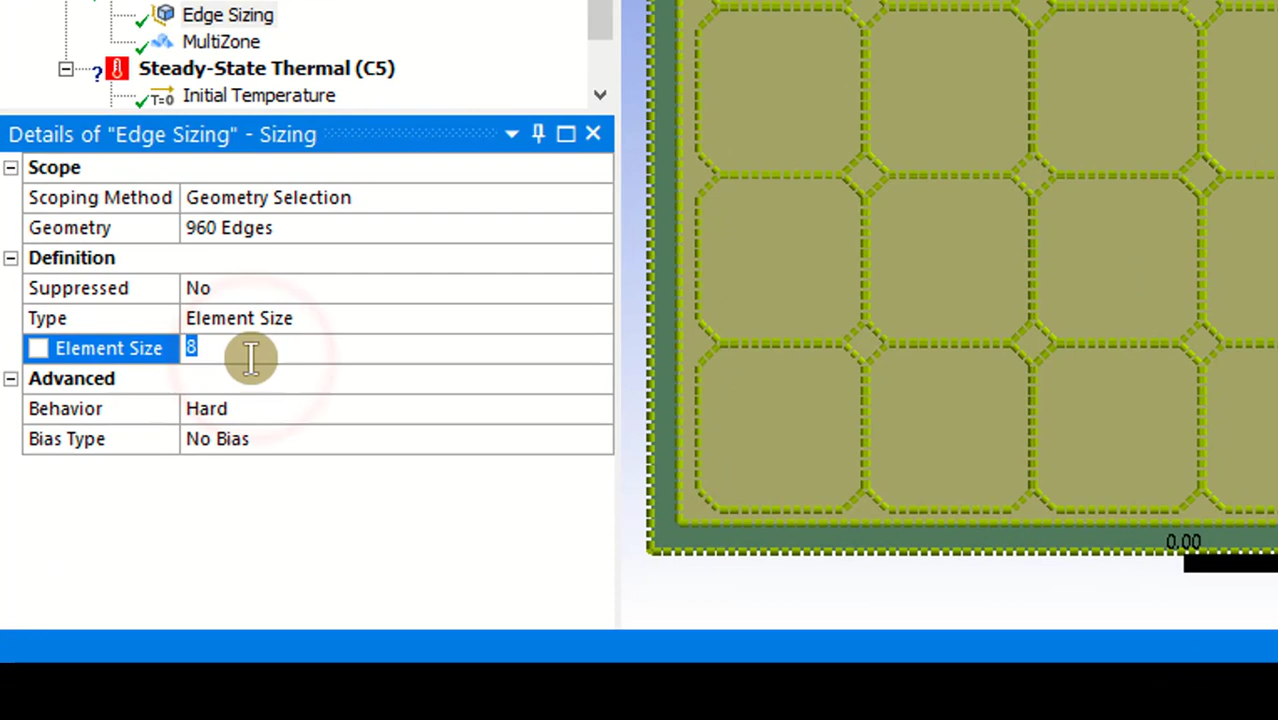 Edge Sizing
MultiZone
? Steady-State Thermal (C5)
T=0 Initial Temperature
Details of "Edge Sizing" - Sizing
Scope
Scoping Method Geometry Selection
Geometry 960 Edges
Definition
Suppressed No
Type Element Size
Element Size 8
Advanced
Behavior Hard
Bias Type No Bias
0.00